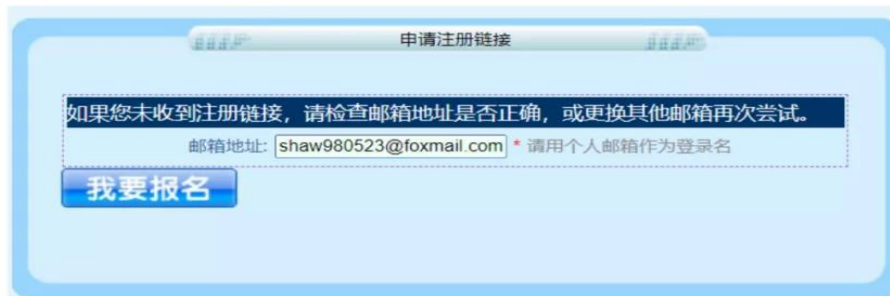 申请注册链接
如果您未收到注册链接，请检查邮箱地址是否正确，或更换其他邮箱再次尝试。
邮箱地址: shaw980523@foxmail.com * 请用个人邮箱作为登录名
我要报名